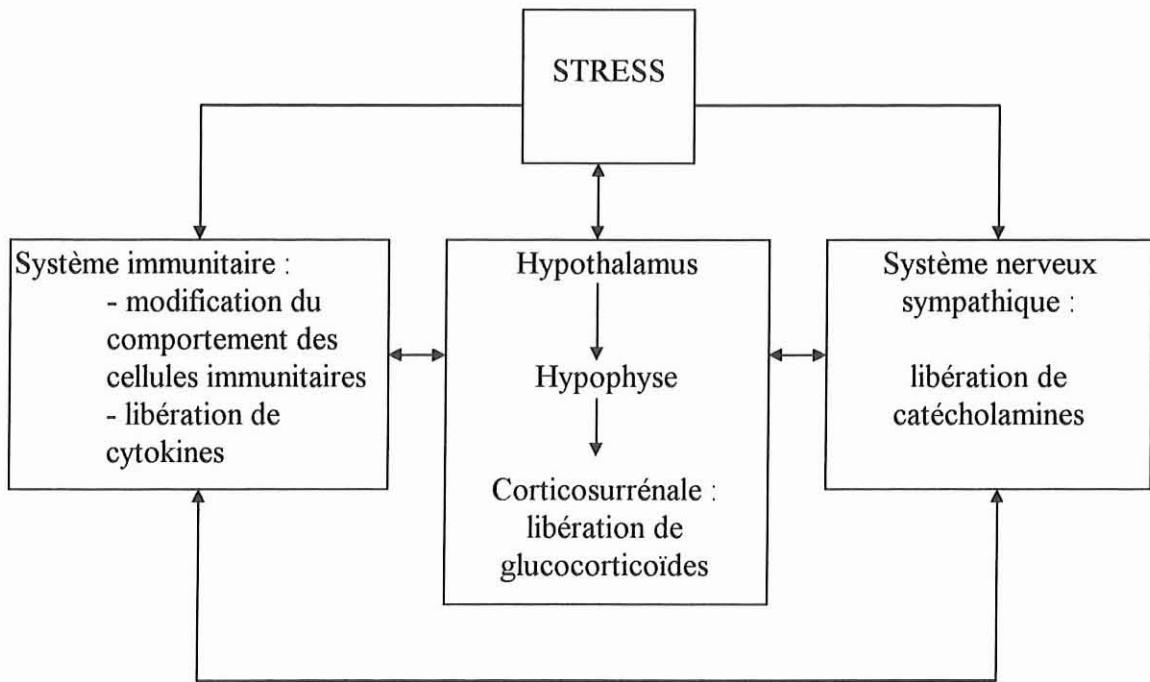 STRESS
Système immunitaire :
- modification du
comportement des
cellules immunitaires
- libération de
cytokines
Hypothalamus
Hypophyse
Corticosurrénale :
libération de
glucocorticoïdes
Système nerveux
sympathique :
libération de
catécholamines